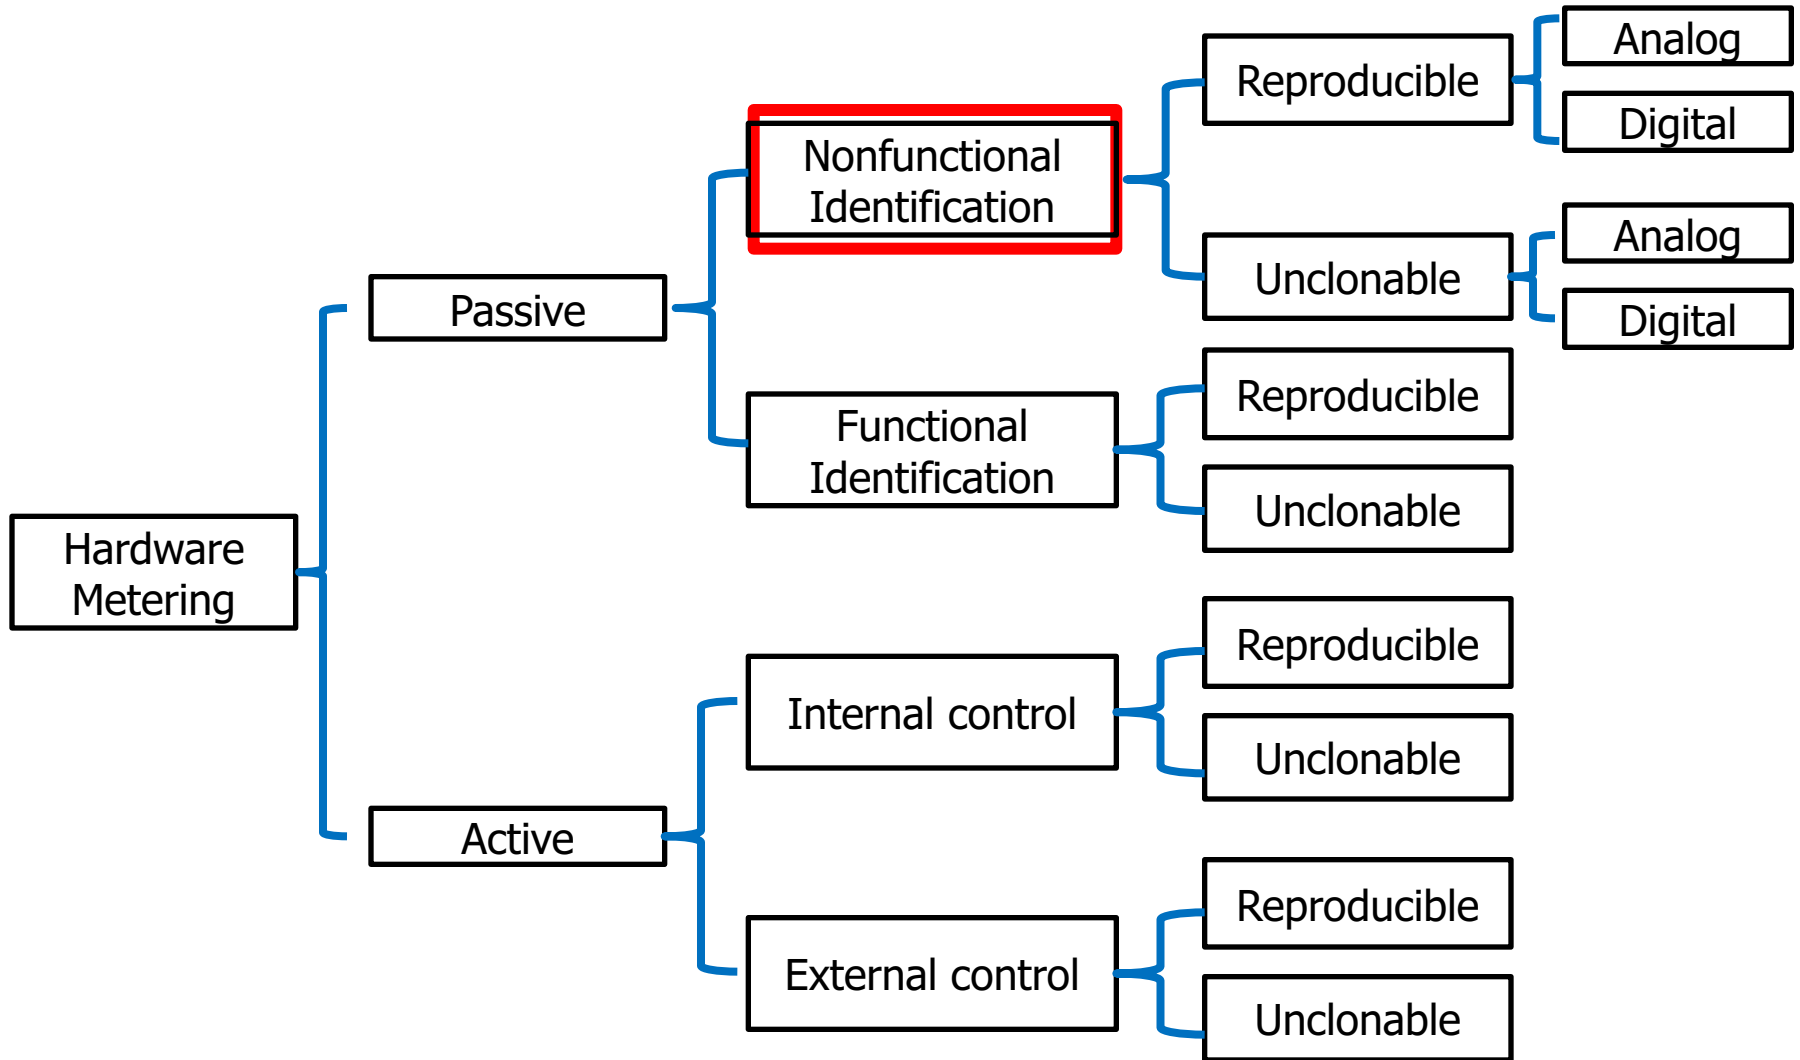 Hardware
Metering
Passive
Nonfunctional
Identification
Reproducible
Analog
Digital
Unclonable
Analog
Digital
Functional
Identification
Reproducible
Unclonable
Active
Internal control
Reproducible
Unclonable
External control
Reproducible
Unclonable